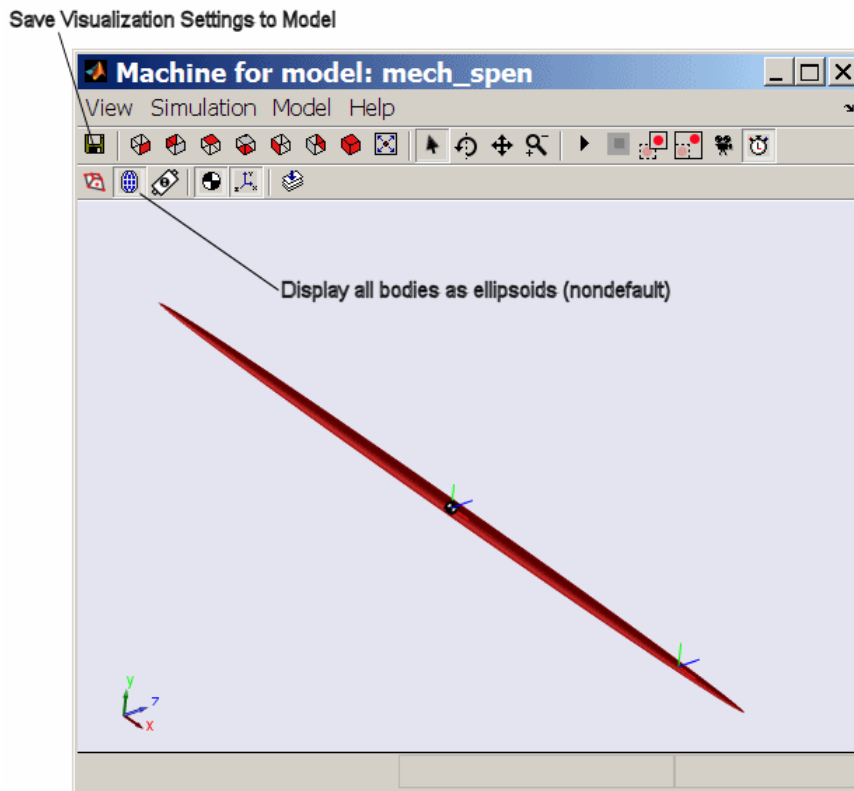 Save Visualization Settings to Model
Machine for model: mech_spen
View Simulation Model Help
Display all bodies as ellipsoids (nondefault)
y
z
x